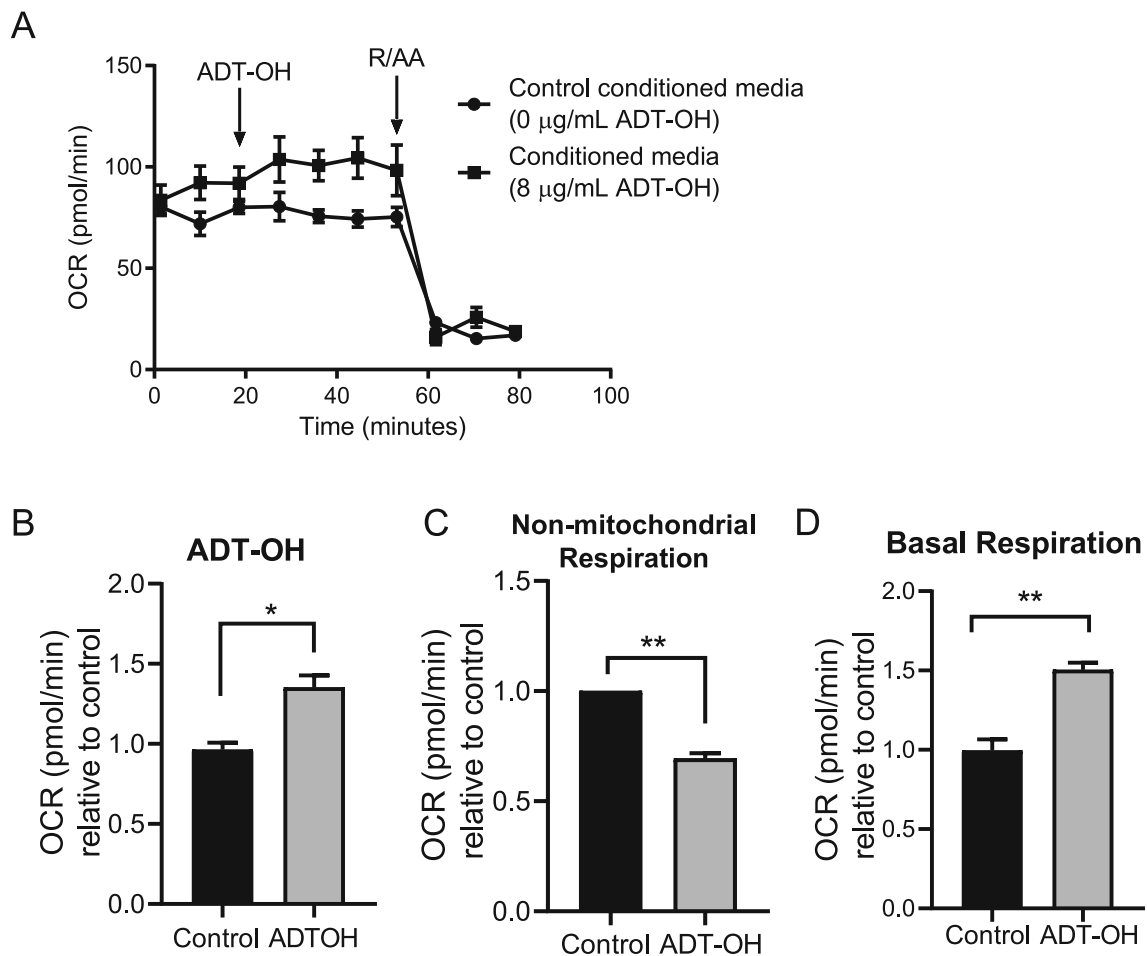 A
150
100
50
0
OCR (pmol/min)
ADT-OH
R/AA
0 20 40 60 80 100
Time (minutes)
Control conditioned media
(0 μg/mL ADT-OH)
Conditioned media
(8 μg/mL ADT-OH)
B
ADT-OH
OCR (pmol/min)
relative to control
2.0
1.5
1.0
0.5
0.0
*
Control ADTOH
C
Non-mitochondrial
Respiration
OCR (pmol/min)
relative to control
1.5
1.0
0.5
0.0
**
Control ADT-OH
D
Basal Respiration
OCR (pmol/min)
relative to control
2.0
1.5
1.0
0.5
0.0
**
Control ADT-OH